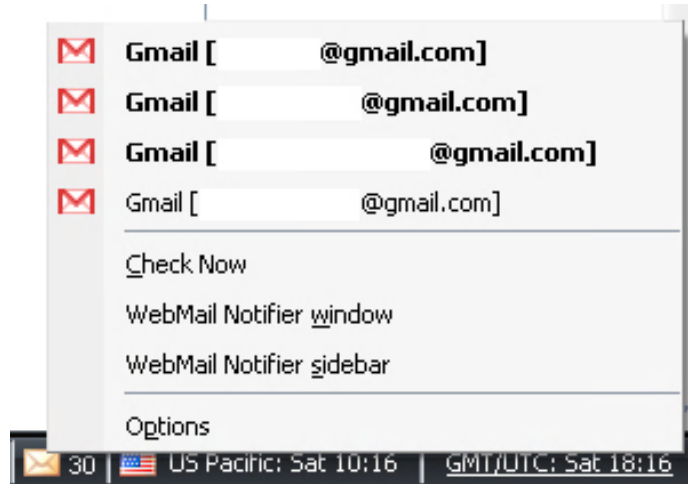 Gmail [ @gmail.com]
Gmail [ @gmail.com]
Gmail [ @gmail.com]
Gmail [ @gmail.com]
Check Now
WebMail Notifier window
WebMail Notifier sidebar
Options
30 US Pacific: Sat 10:16 GMT/UTC: Sat 18:16